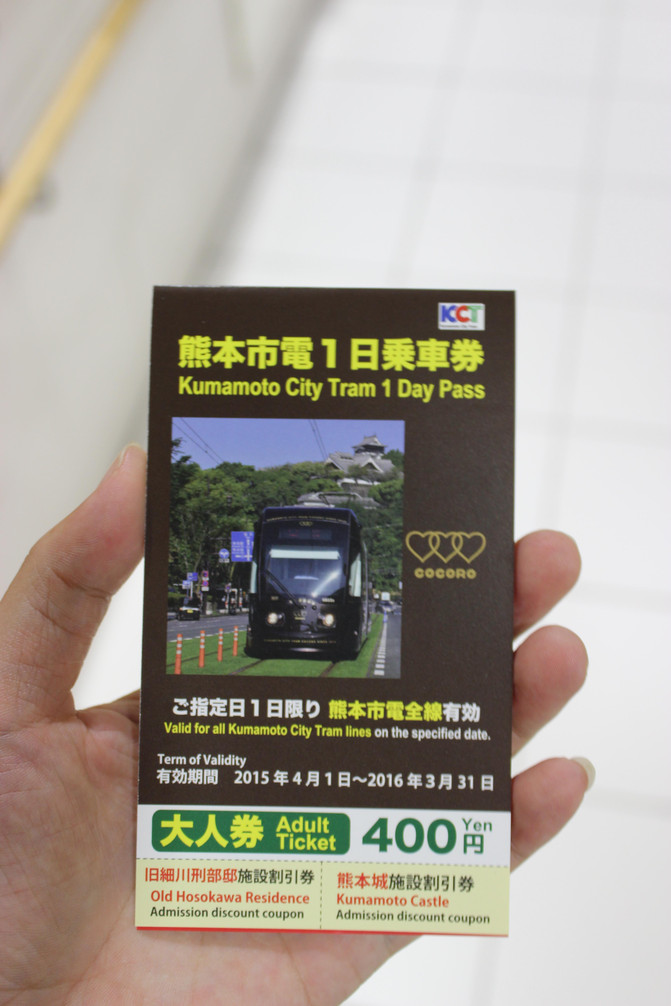 KCT
熊本市電1日乗車券
Kumamoto City Tram 1 Day Pass
COCORO
ご指定日1日限り 熊本市電全線有効
Valid for all Kumamoto City Tram lines on the specified date.
Term of Validity
有効期間 2015年4月1日～2016年3月31日
大人券 Adult Ticket 400 Yen 円
旧細川刑部邸施設割引券
Old Hosokawa Residence
Admission discount coupon
熊本城施設割引券
Kumamoto Castle
Admission discount coupon